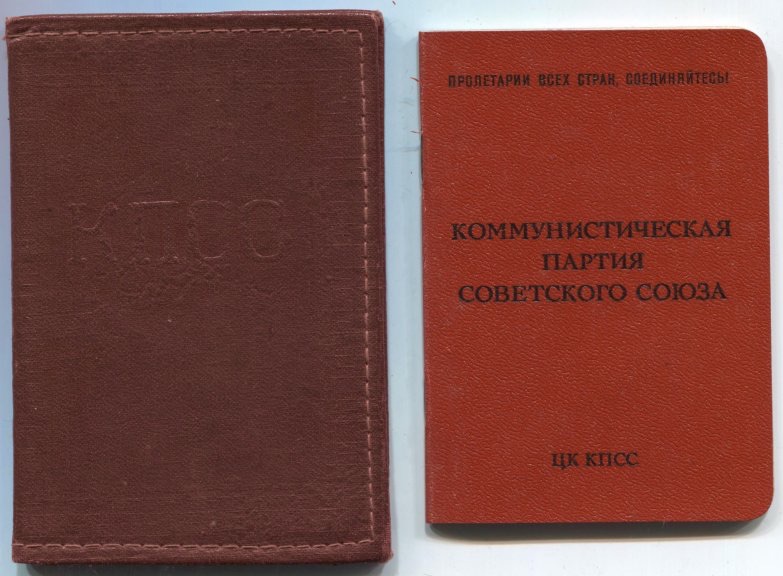 КПСС
ПРОЛЕТАРИИ ВСЕХ СТРАН, СОЕДИНЯЙТЕСЬ!
КОММУНИСТИЧЕСКАЯ
ПАРТИЯ
СОВЕТСКОГО СОЮЗА
ЦК КПСС